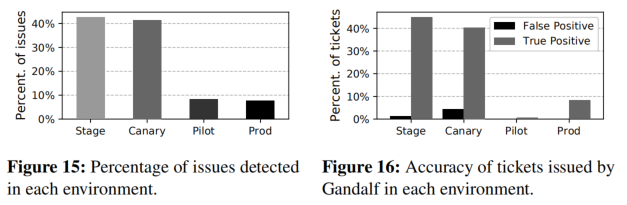 Percent. of issues
40%
30%
20%
10%
0%
Stage Canary Pilot Prod
Figure 15: Percentage of issues detected
in each environment.
Percent. of tickets
40%
30%
20%
10%
0%
False Positive
True Positive
Stage Canary Pilot Prod
Figure 16: Accuracy of tickets issued by
Gandalf in each environment.